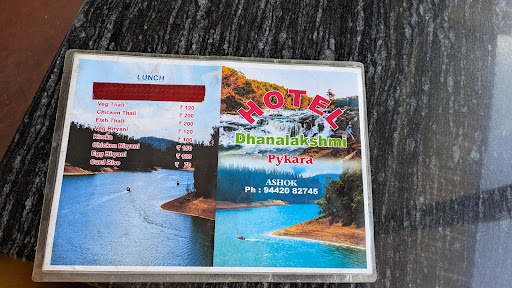 LUNCH
Veg Thali ₹ 120
Chicken Thali ₹ 200
Fish Thali ₹ 200
Veg Biryani ₹ 120
Chicken Biryani
Egg Biryani
Curd Rice
HOTEL
Dhanalakshmi
Pykara
ASHOK
Ph : 94420 82745